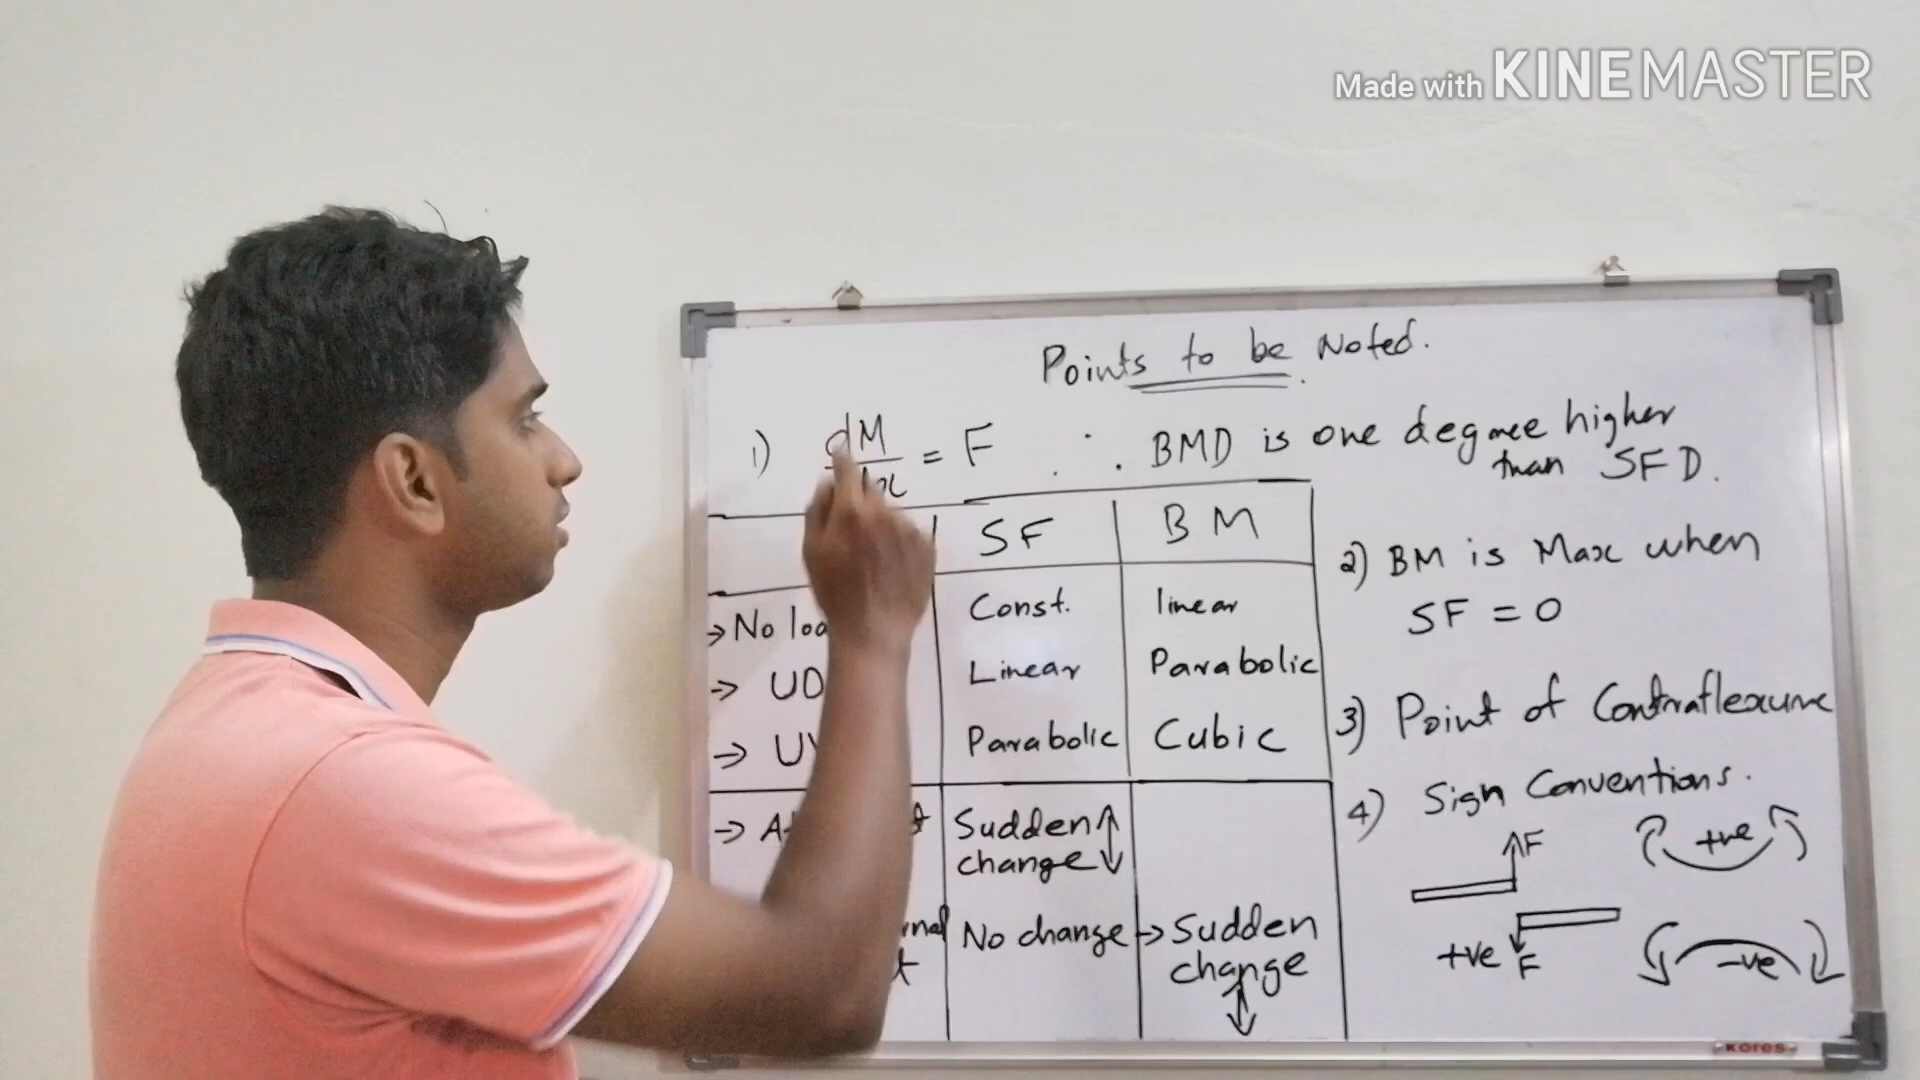 Made with KINEMASTER
Points to be Noted.
1) dM = F ∴ BMD is one degree higher
than SFD.
SF BM
→ No Const. linear
→ Linear Parabolic
→ Parabolic Cubic
→ Sudden ↑
change ↓
No change → Sudden
change
↕
2) BM is Max when
SF = 0
3) Point of Contraflexure
4) Sign Conventions.
F
+ve
+ve F
-ve
KORES